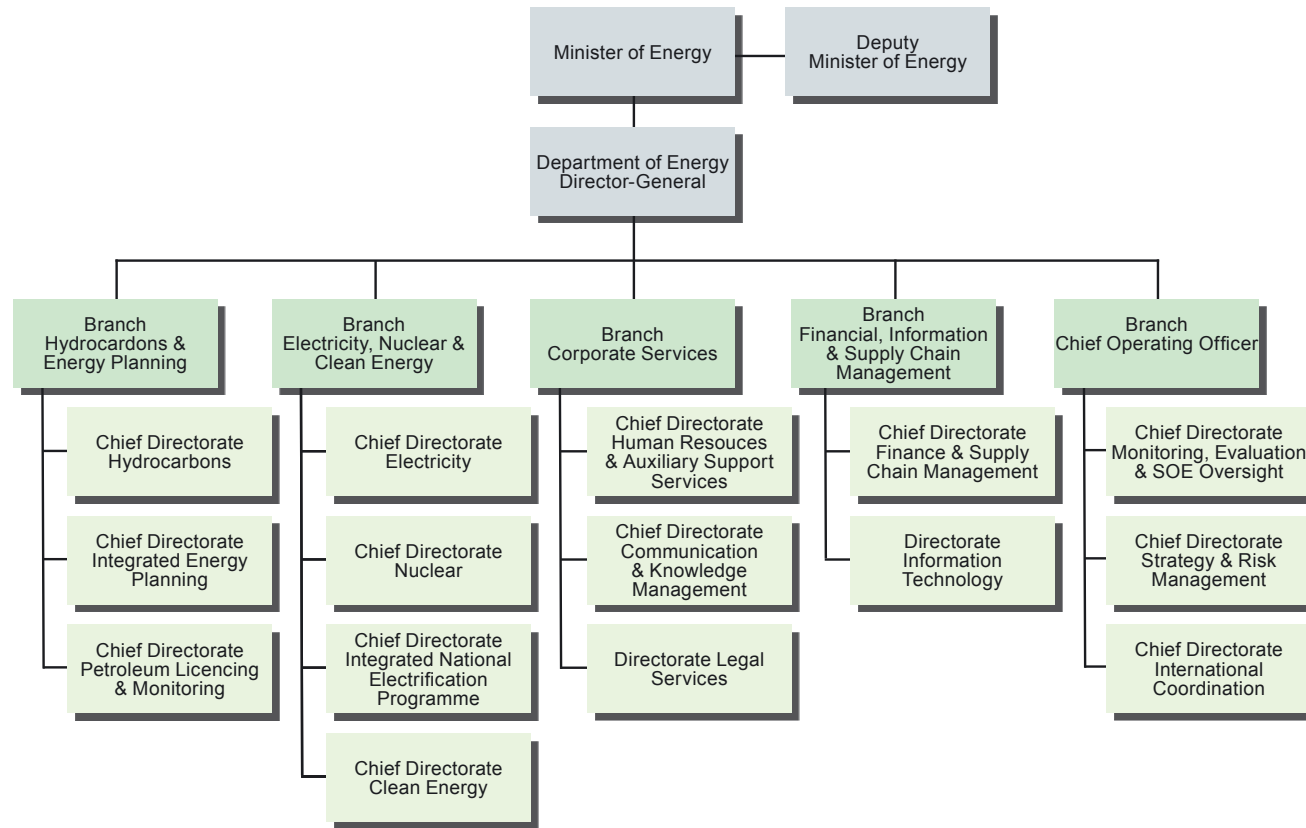 Minister of Energy
Deputy
Minister of Energy
Department of Energy
Director-General
Branch
Hydrocardons &
Energy Planning
Branch
Electricity, Nuclear &
Clean Energy
Branch
Corporate Services
Branch
Financial, Information
& Supply Chain
Management
Branch
Chief Operating Officer
Chief Directorate
Hydrocarbons
Chief Directorate
Integrated Energy
Planning
Chief Directorate
Petroleum Licencing
& Monitoring
Chief Directorate
Electricity
Chief Directorate
Nuclear
Chief Directorate
Integrated National
Electrification
Programme
Chief Directorate
Clean Energy
Chief Directorate
Human Resouces
& Auxiliary Support
Services
Chief Directorate
Communication
& Knowledge
Management
Directorate Legal
Services
Chief Directorate
Finance & Supply
Chain Management
Directorate
Information
Technology
Chief Directorate
Monitoring, Evaluation
& SOE Oversight
Chief Directorate
Strategy & Risk
Management
Chief Directorate
International
Coordination